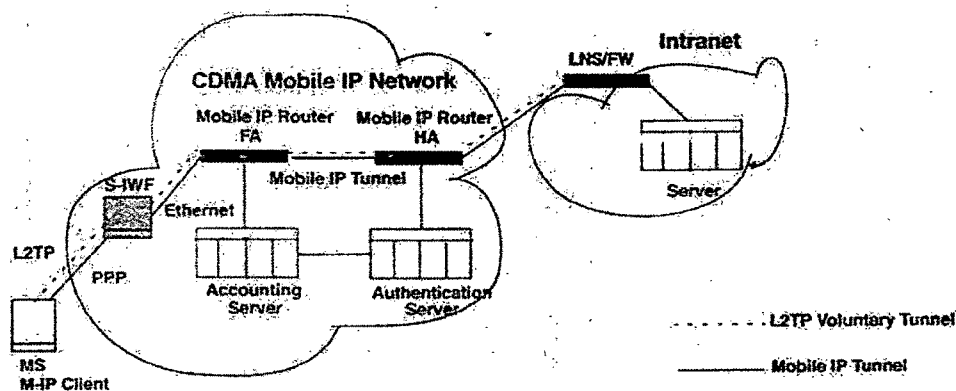 Intranet
LNS/FW
CDMA Mobile IP Network
Mobile IP Router
FA
Mobile IP Router
HA
Mobile IP Tunnel
Server
S-IWF
Ethernet
L2TP
PPP
Accounting
Server
Authentication
Server
MS
M-IP Client
L2TP Voluntary Tunnel
Mobile IP Tunnel